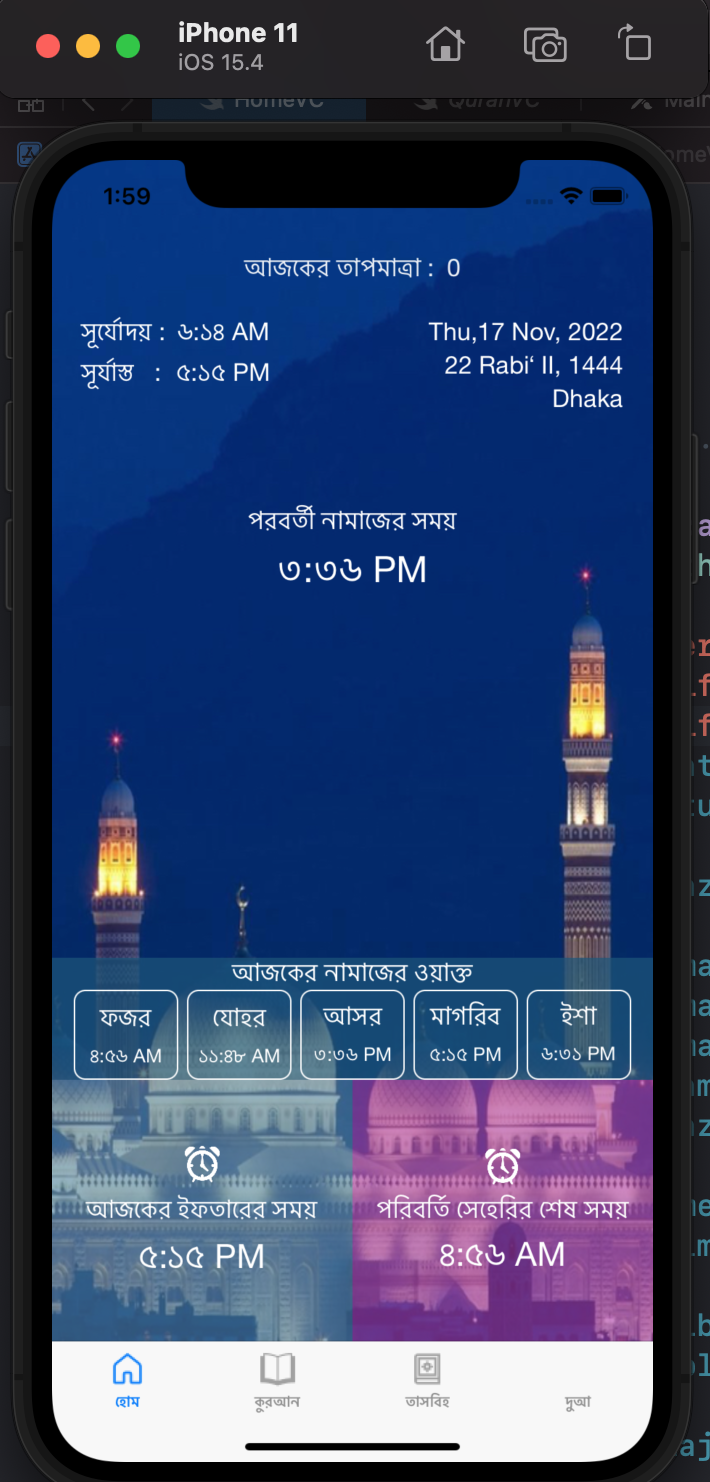 iPhone 11
iOS 15.4
HomeVC
QuranVC
Main
1:59
আজকের তাপমাত্রা : 0
সূর্যোদয় : ৬:১৪ AM
সূর্যাস্ত : ৫:১৫ PM
Thu,17 Nov, 2022
22 Rabi‘ II, 1444
Dhaka
পরবর্তী নামাজের সময়
৩:৩৬ PM
আজকের নামাজের ওয়াক্ত
ফজর যোহর আসর মাগরিব ইশা
৪:৫৬ AM ১১:৪৮ AM ৩:৩৬ PM ৫:১৫ PM ৬:৩১ PM
আজকের ইফতারের সময়
৫:১৫ PM
পরিবর্তি সেহেরির শেষ সময়
৪:৫৬ AM
হোম কুরআন তাসবিহ দুআ